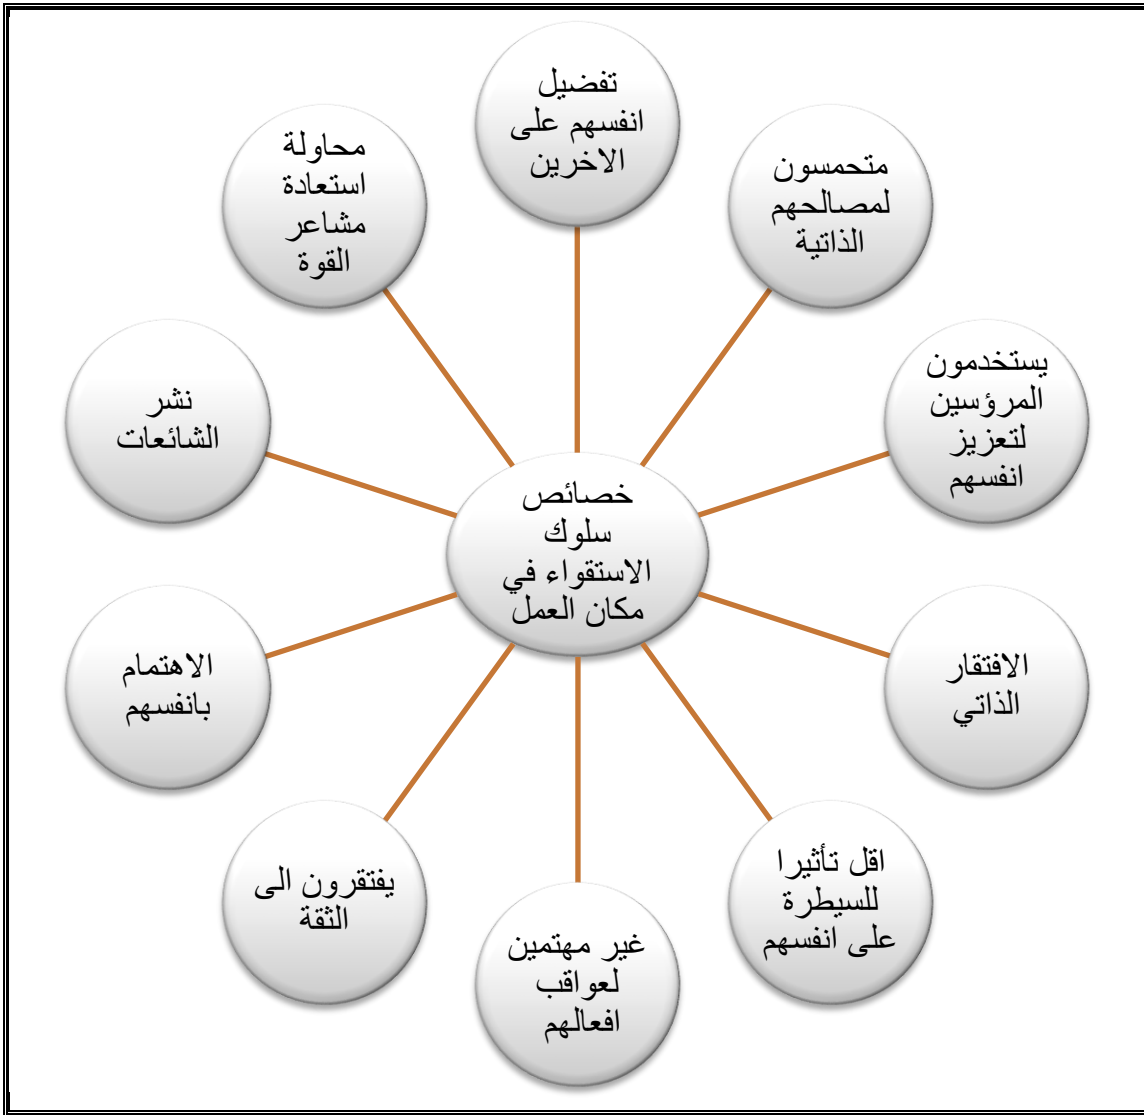 تفضيل
انفسهم على
الاخرين
متحمسون
لمصالحهم
الذاتية
يستخدمون
المرؤسين
لتعزيز
انفسهم
الافتقار
الذاتي
اقل تأثيرا
للسيطرة
على انفسهم
غير مهتمين
لعواقب
افعالهم
يفتقرون الى
الثقة
الاهتمام
بانفسهم
نشر
الشائعات
محاولة
استعادة
مشاعر
القوة
خصائص
سلوك
الاستقواء في
مكان العمل